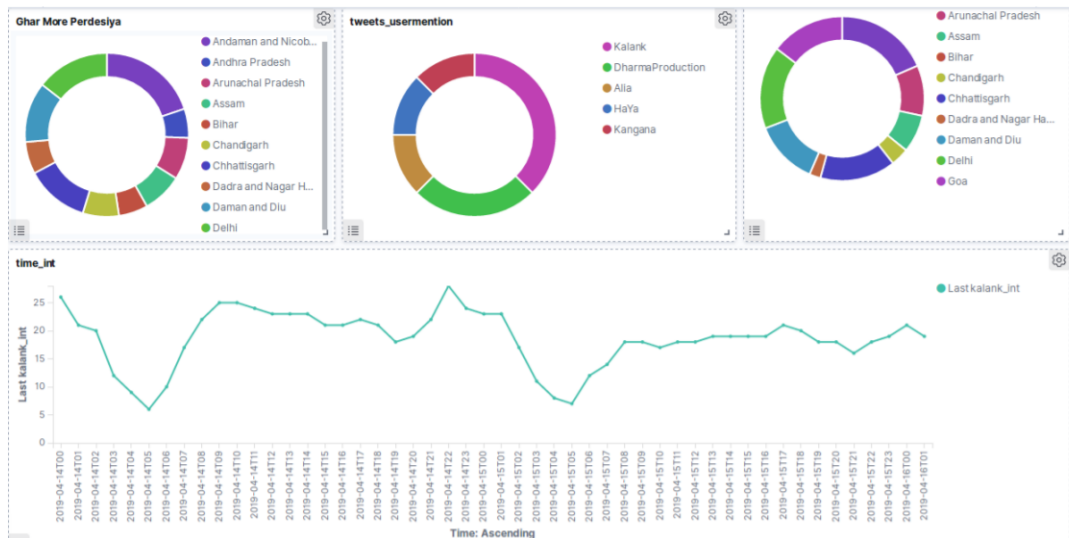 Ghar More Perdesiya
Andaman and Nicob...
Andhra Pradesh
Arunachal Pradesh
Assam
Bihar
Chandigarh
Chhattisgarh
Dadra and Nagar H...
Daman and Diu
Delhi
tweets_usermention
Kalank
DharmaProduction
Alia
HaYa
Kangana
Arunachal Pradesh
Assam
Bihar
Chandigarh
Chhattisgarh
Dadra and Nagar Ha...
Daman and Diu
Delhi
Goa
time_int
Last kalank_int
25
20
15
10
5
0
Last kalank_int
2019-04-14T00
2019-04-14T01
2019-04-14T02
2019-04-14T03
2019-04-14T04
2019-04-14T05
2019-04-14T06
2019-04-14T07
2019-04-14T08
2019-04-14T09
2019-04-14T10
2019-04-14T11
2019-04-14T12
2019-04-14T13
2019-04-14T14
2019-04-14T15
2019-04-14T16
2019-04-14T17
2019-04-14T18
2019-04-14T19
2019-04-14T20
2019-04-14T21
2019-04-14T22
2019-04-14T23
2019-04-15T00
2019-04-15T01
2019-04-15T02
2019-04-15T03
2019-04-15T04
2019-04-15T05
2019-04-15T06
2019-04-15T07
2019-04-15T08
2019-04-15T09
2019-04-15T10
2019-04-15T11
2019-04-15T12
2019-04-15T13
2019-04-15T14
2019-04-15T15
2019-04-15T16
2019-04-15T17
2019-04-15T18
2019-04-15T19
2019-04-15T20
2019-04-15T21
2019-04-15T22
2019-04-15T23
2019-04-16T00
2019-04-16T01
Time: Ascending